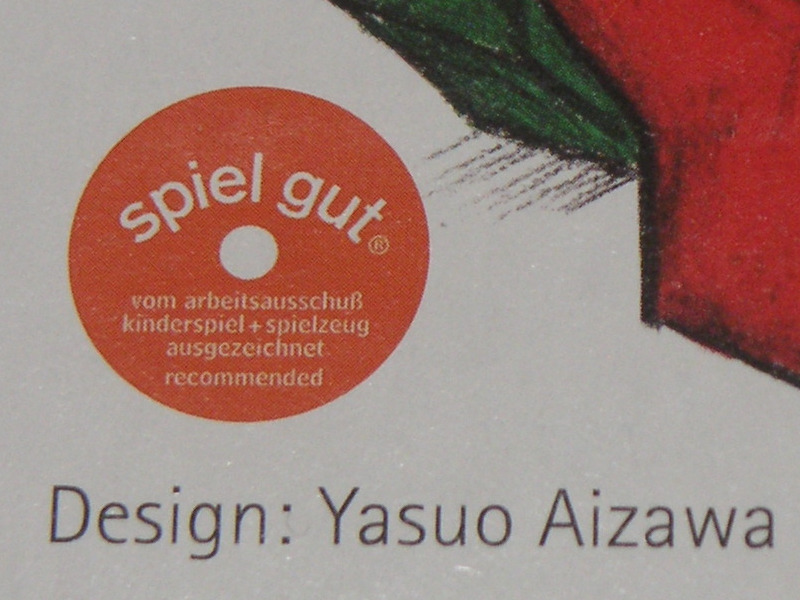 spiel gut®
vom arbeitsausschuß
kinderspiel + spielzeug
ausgezeichnet
recommended
Design: Yasuo Aizawa